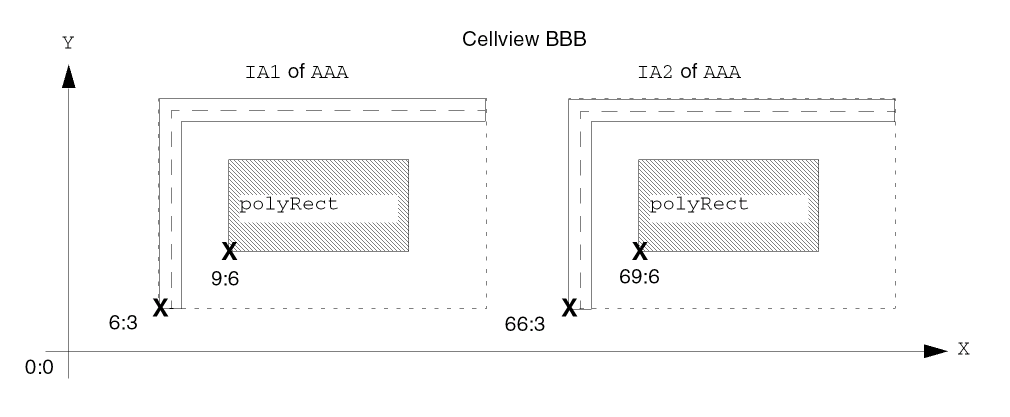 Cellview BBB
Y
IA1 of AAA
IA2 of AAA
polyRect
polyRect
9:6
69:6
6:3
66:3
X
0:0